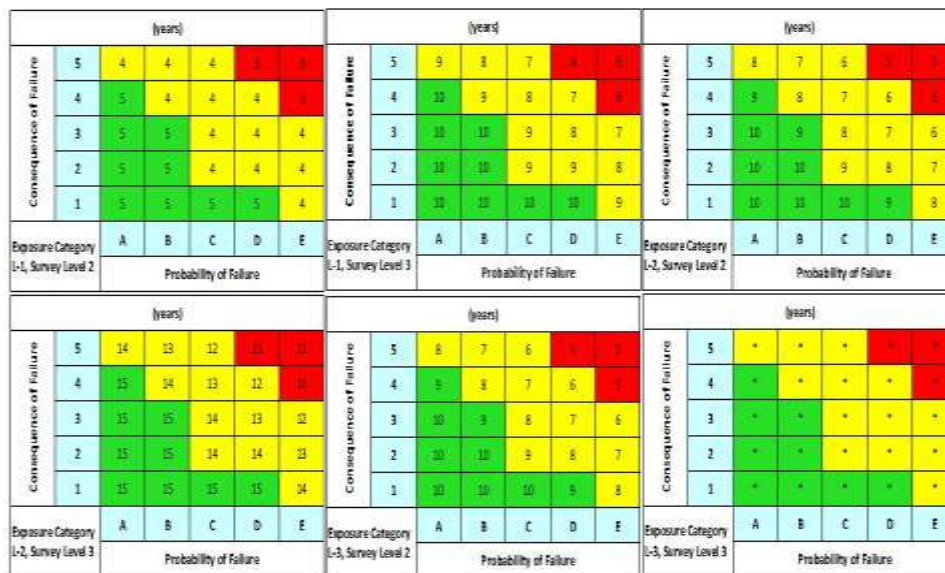 (years)
Consequence of Failure
5 4 4 4
4 5 4 4 4
3 5 5 4 4 4
2 5 5 4 4 4
1 5 5 5 5 4
Exposure Category
L-1, Survey Level 2
A B C D E
Probability of Failure
(years)
Consequence of Failure
5 9 8 7
4 10 9 8 7
3 10 10 9 8 7
2 10 10 9 9 8
1 10 10 10 10 9
Exposure Category
L-1, Survey Level 3
A B C D E
Probability of Failure
(years)
Consequence of Failure
5 8 7 6
4 9 8 7 6
3 10 9 8 7 6
2 10 10 9 8 7
1 10 10 10 9 8
Exposure Category
L-2, Survey Level 2
A B C D E
Probability of Failure
(years)
Consequence of Failure
5 14 13 12 11 11
4 15 14 13 12
3 15 15 14 13 12
2 15 15 14 14 13
1 15 15 15 15 14
Exposure Category
L-2, Survey Level 3
A B C D E
Probability of Failure
(years)
Consequence of Failure
5 8 7 6
4 9 8 7 6
3 10 9 8 7 6
2 10 10 9 8 7
1 10 10 10 9 8
Exposure Category
L-3, Survey Level 2
A B C D E
Probability of Failure
(years)
Consequence of Failure
5 * * * * *
4 * * * * *
3 * * * * *
2 * * * * *
1 * * * * *
Exposure Category
L-3, Survey Level 3
A B C D E
Probability of Failure